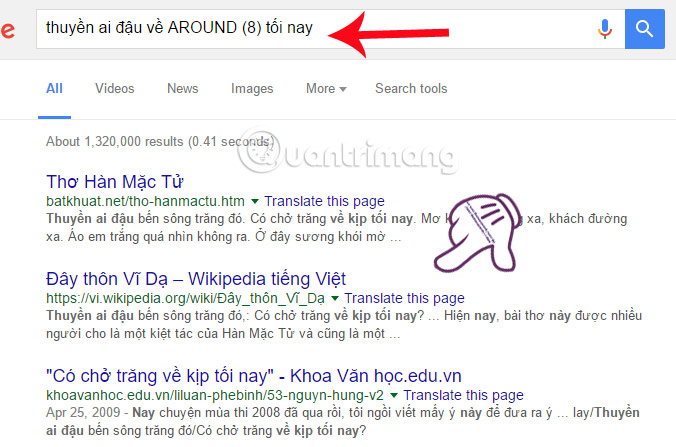 e thuyền ai đậu về AROUND (8) tối nay
All Videos News Images More Search tools
About 1,320,000 results (0.41 seconds)
Quantrimang
Thơ Hàn Mặc Tử
batkhuat.net/tho-hanmactu.htm Translate this page
Thuyền ai đậu bến sông trăng đó. Có chở trăng về kịp tối nay. Mơ xa, khách đường
xa. Áo em trắng quá nhìn không ra. Ở đây sương khói mờ ...
Đây thôn Vĩ Dạ – Wikipedia tiếng Việt
https://vi.wikipedia.org/wiki/Đây_thôn_Vĩ_Dạ Translate this page
Thuyền ai đậu bến sông trăng đó,: Có chở trăng về kịp tối nay? ... Hiện nay, bài thơ này được nhiều
người cho là một kiệt tác của Hàn Mặc Tử và cũng là một ...
"Có chở trăng về kịp tối nay" - Khoa Văn học.edu.vn
khoavanhoc.edu.vn/liluan-phebinh/53-nguyn-hung-v2 Translate this page
Apr 25, 2009 - Nay chuyện mùa thi 2008 đã qua rồi, tôi ngồi viết mấy ý này để đưa ra ý ... lay/Thuyền
ai đậu bến sông trăng đó/Có chở trăng về kịp tối nay?